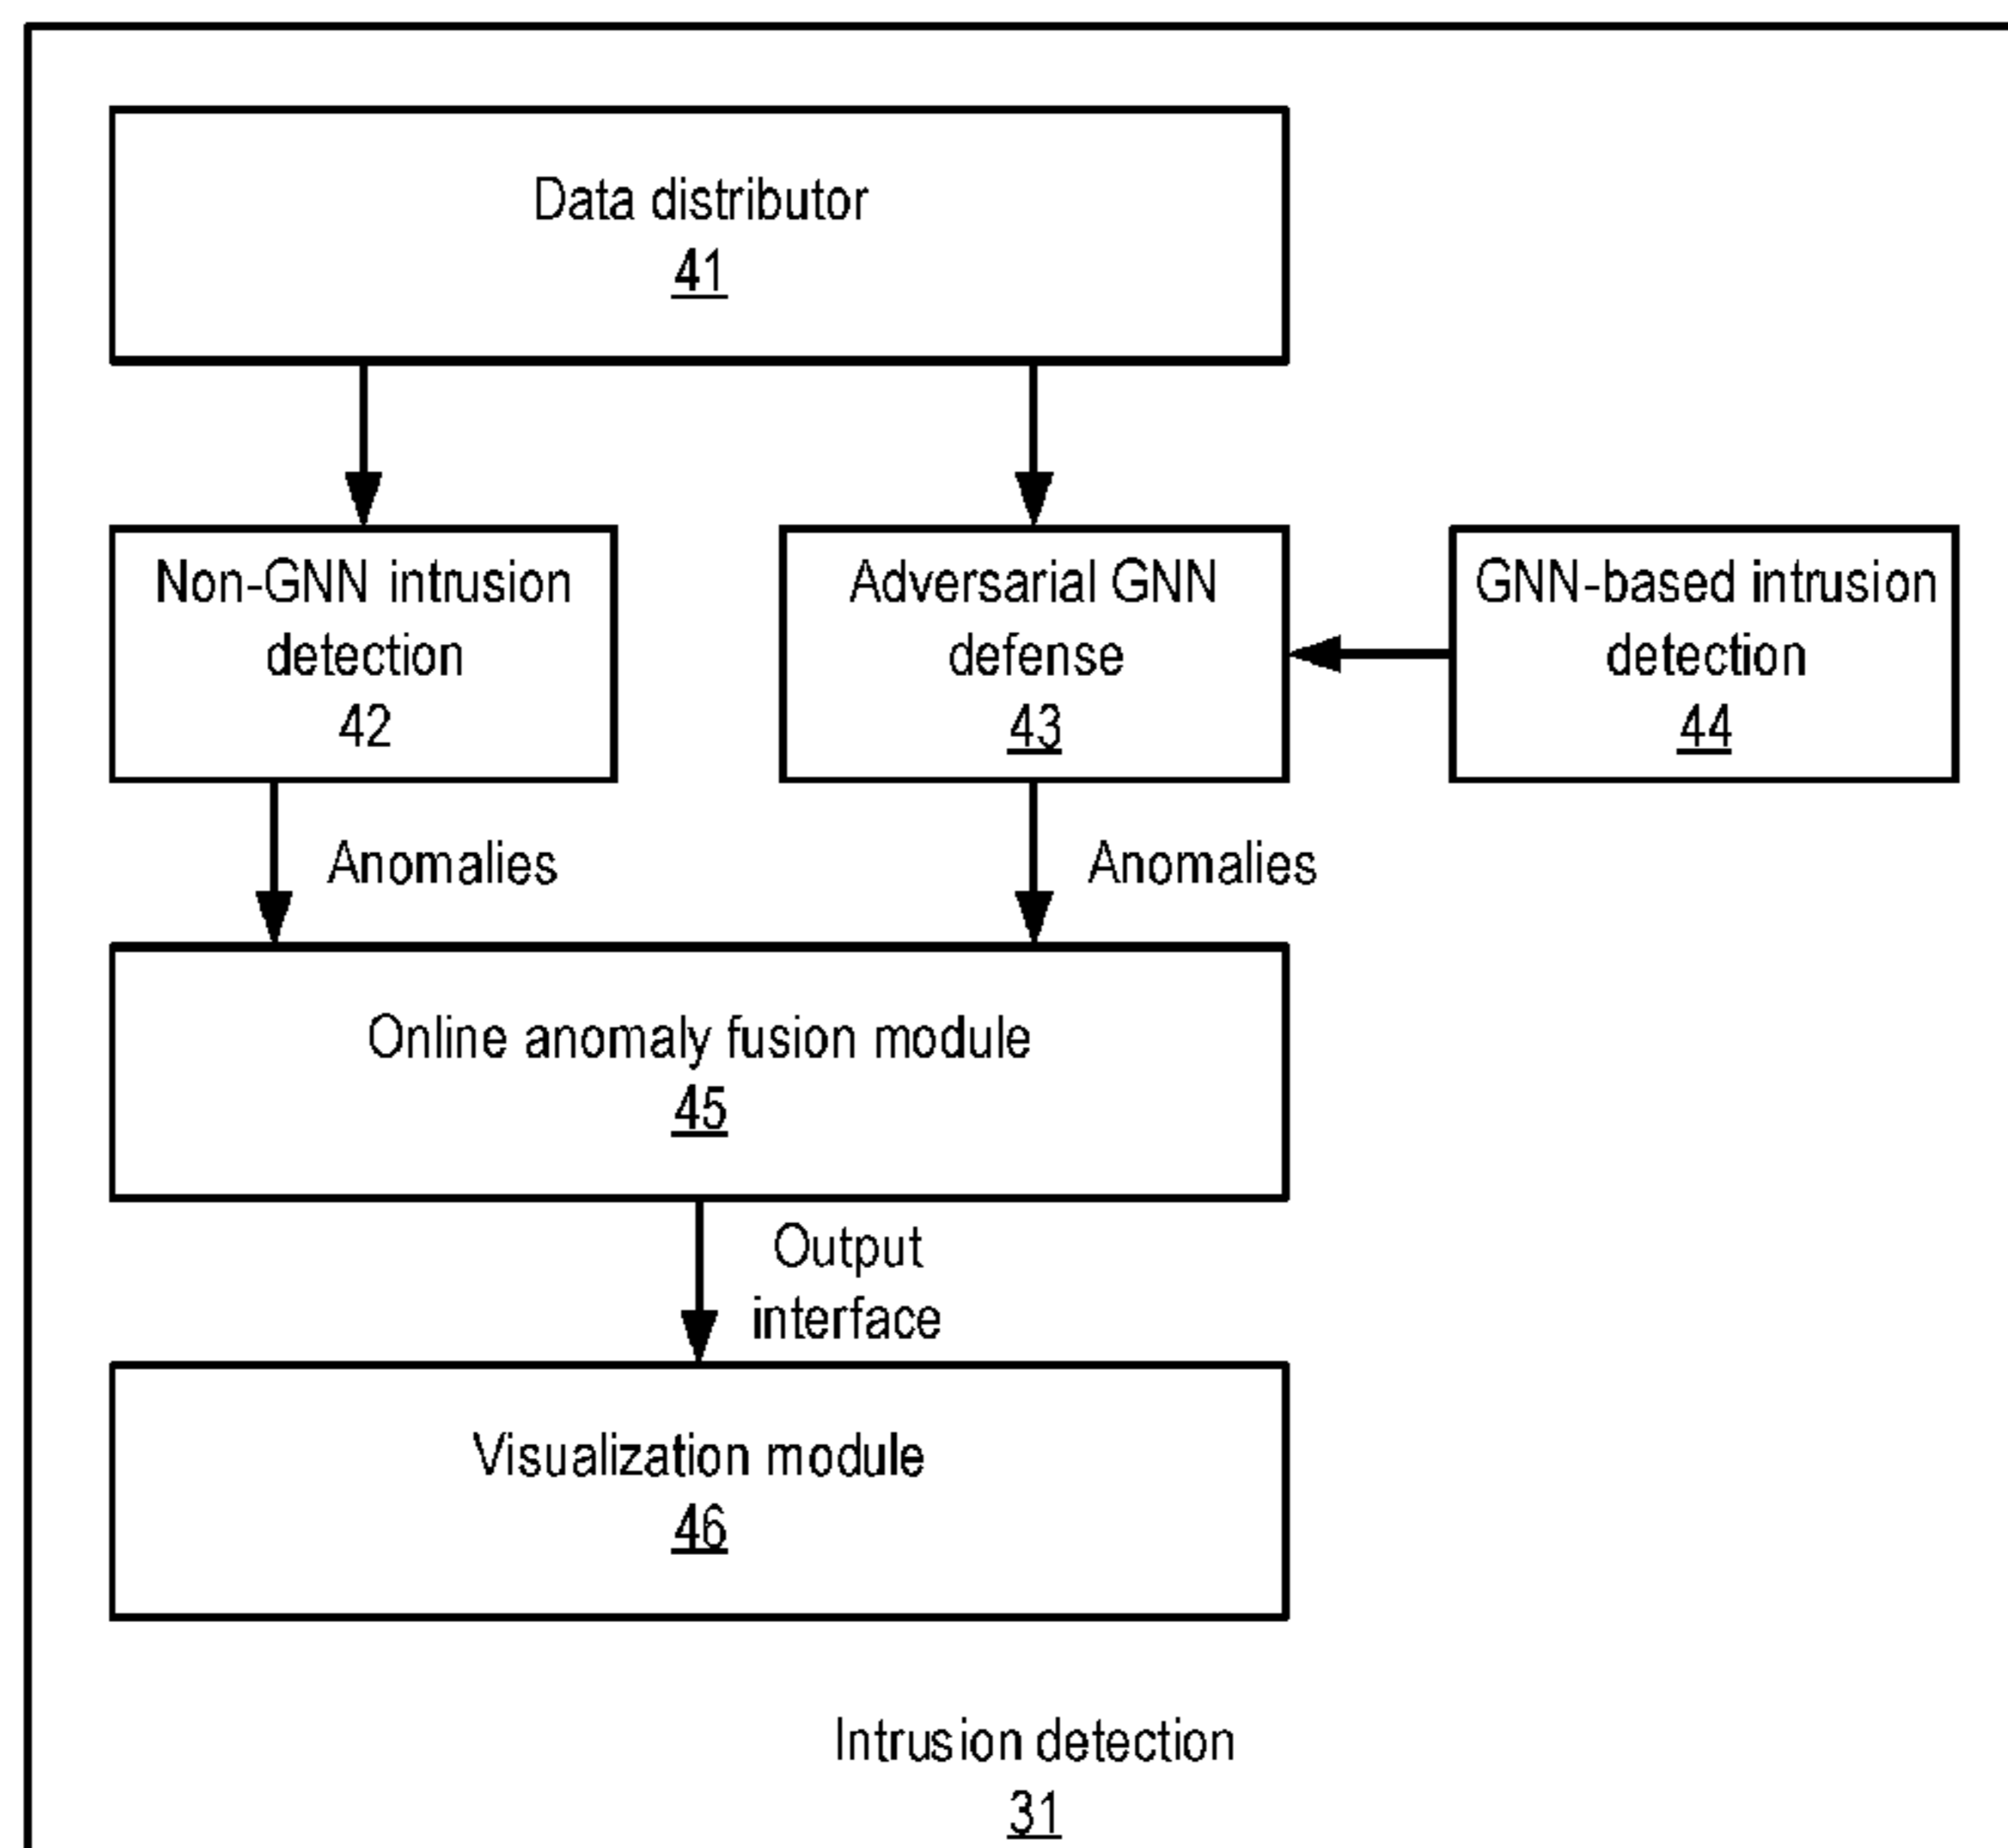 Data distributor
41
Non-GNN intrusion
detection
42
Adversarial GNN
defense
43
GNN-based intrusion
detection
44
Anomalies
Anomalies
Online anomaly fusion module
45
Output
interface
Visualization module
46
Intrusion detection
31